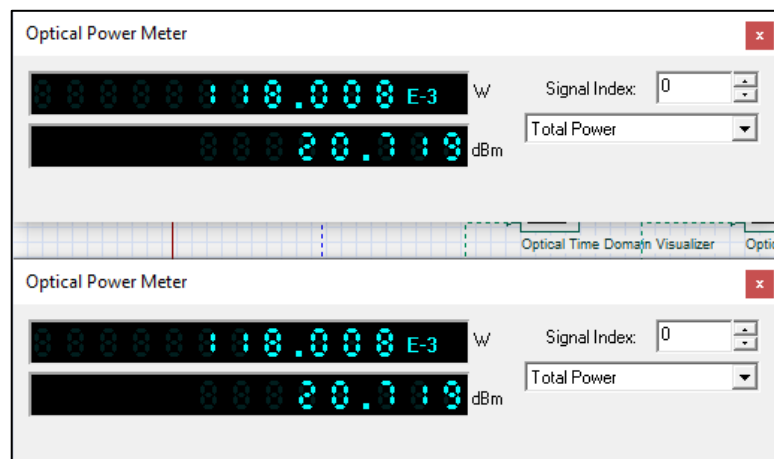 Optical Power Meter
x
118.008 E-3 W Signal Index: 0
Total Power
20.719 dBm
Optical Time Domain Visualizer Optic
Optical Power Meter
x
118.008 E-3 W Signal Index: 0
Total Power
20.719 dBm